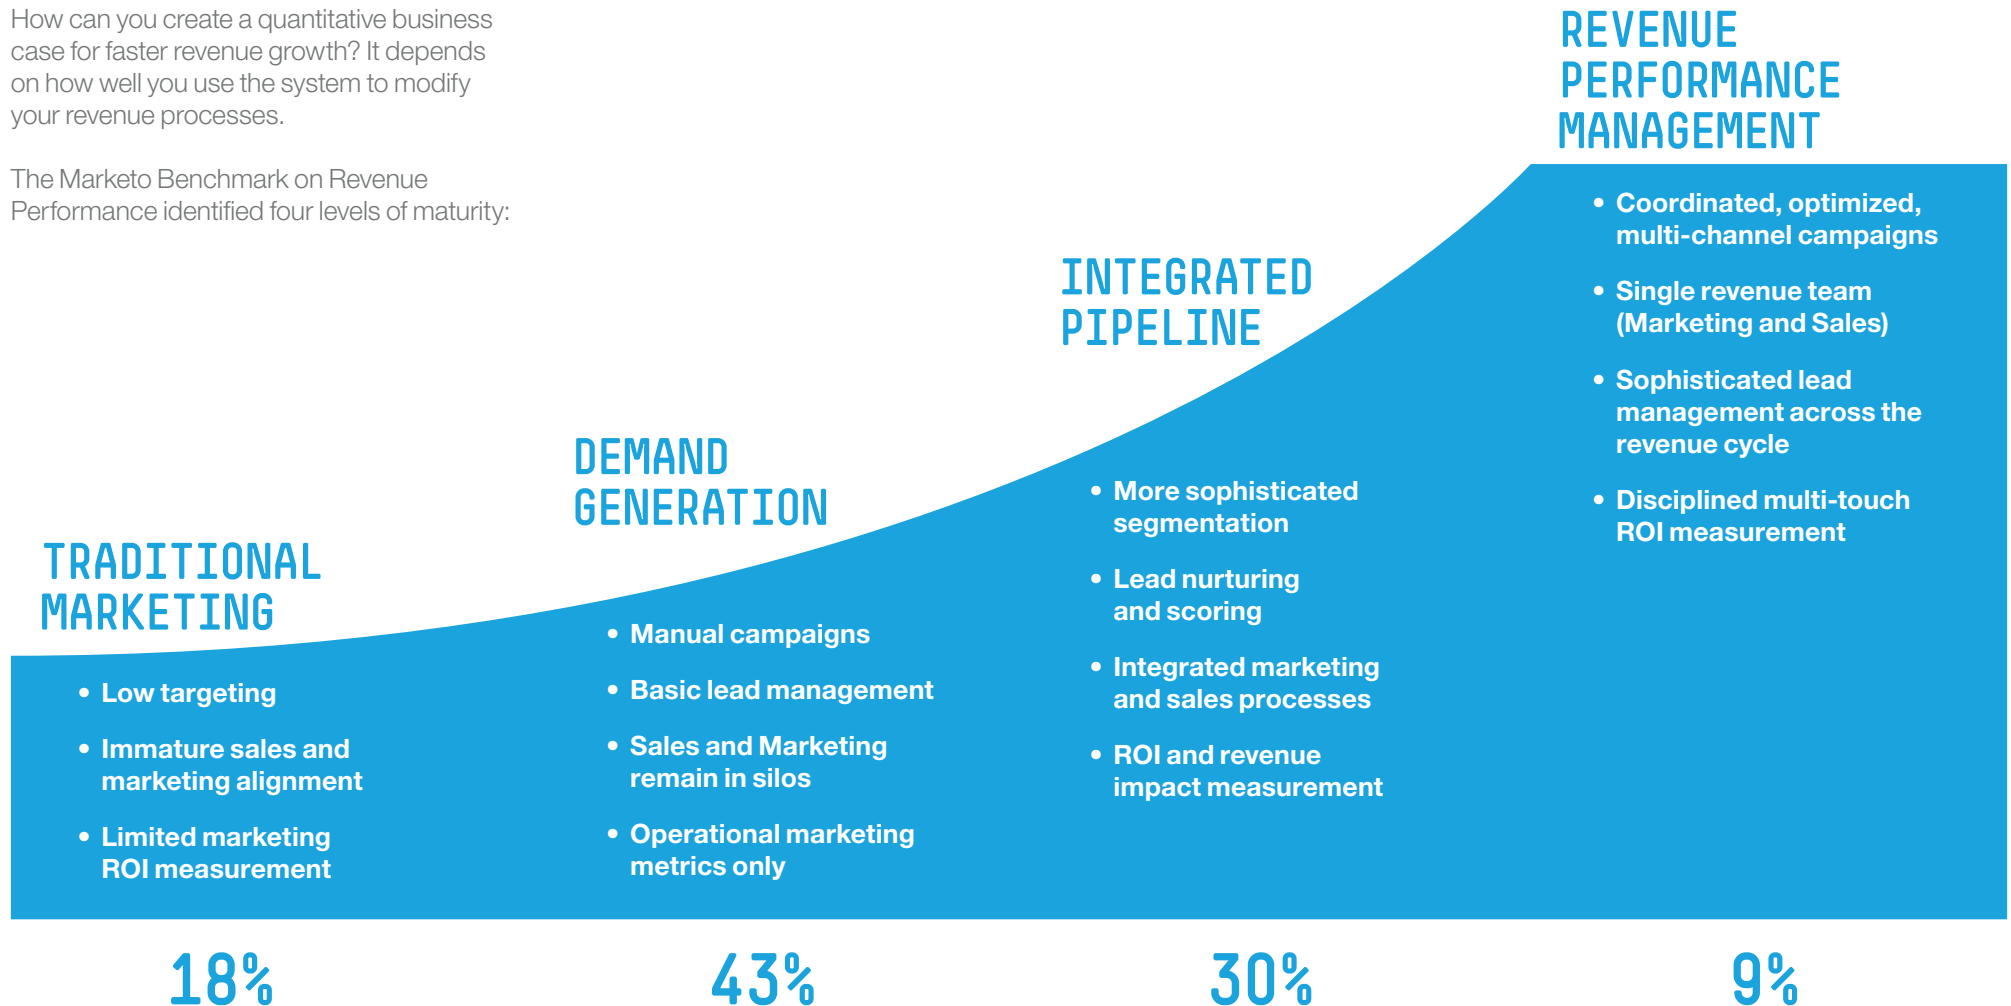 How can you create a quantitative business
case for faster revenue growth? It depends
on how well you use the system to modify
your revenue processes.
The Marketo Benchmark on Revenue
Performance identified four levels of maturity:
TRADITIONAL
MARKETING
• Low targeting
• Immature sales and
marketing alignment
• Limited marketing
ROI measurement
18%
DEMAND
GENERATION
• Manual campaigns
• Basic lead management
• Sales and Marketing
remain in silos
• Operational marketing
metrics only
43%
INTEGRATED
PIPELINE
• More sophisticated
segmentation
• Lead nurturing
and scoring
• Integrated marketing
and sales processes
• ROI and revenue
impact measurement
30%
REVENUE
PERFORMANCE
MANAGEMENT
• Coordinated, optimized,
multi-channel campaigns
• Single revenue team
(Marketing and Sales)
• Sophisticated lead
management across the
revenue cycle
• Disciplined multi-touch
ROI measurement
9%